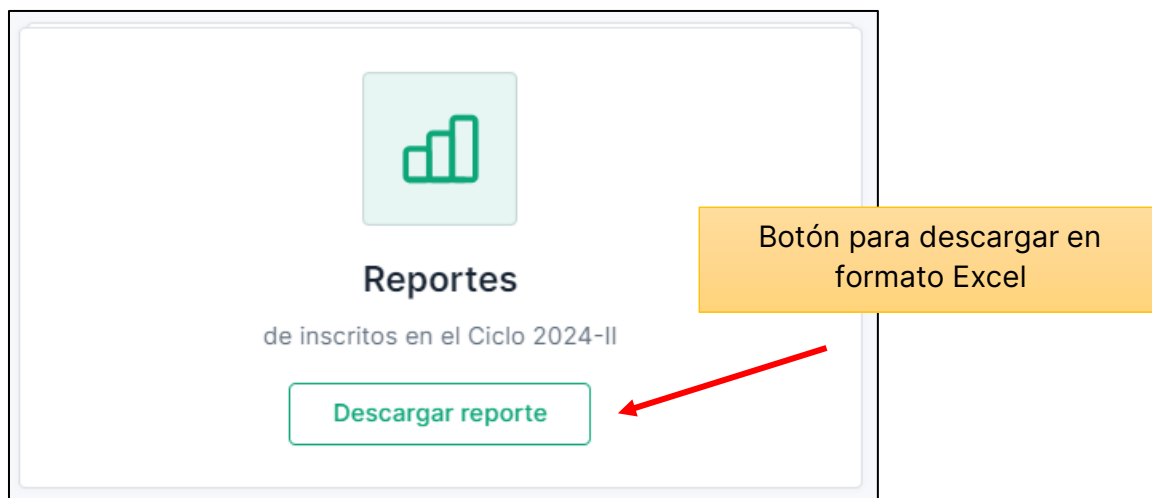 Reportes
de inscritos en el Ciclo 2024-II
Descargar reporte
Botón para descargar en
formato Excel